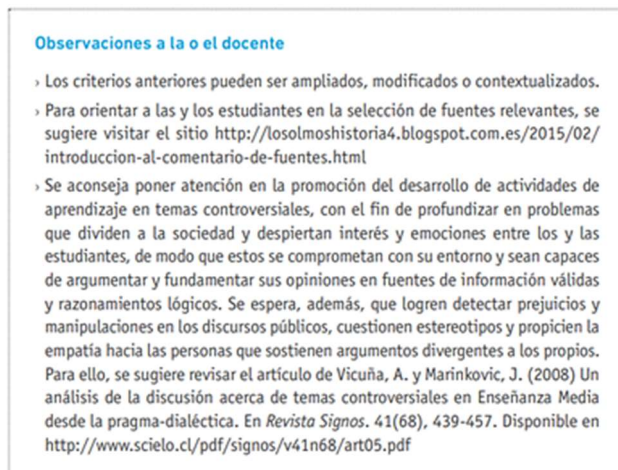 Observaciones a la o el docente
› Los criterios anteriores pueden ser ampliados, modificados o contextualizados.
› Para orientar a las y los estudiantes en la selección de fuentes relevantes, se
sugiere visitar el sitio http://losolmoshistoria4.blogspot.com.es/2015/02/
introduccion-al-comentario-de-fuentes.html
› Se aconseja poner atención en la promoción del desarrollo de actividades de
aprendizaje en temas controversiales, con el fin de profundizar en problemas
que dividen a la sociedad y despiertan interés y emociones entre los y las
estudiantes, de modo que estos se comprometan con su entorno y sean capaces
de argumentar y fundamentar sus opiniones en fuentes de información válidas
y razonamientos lógicos. Se espera, además, que logren detectar prejuicios y
manipulaciones en los discursos públicos, cuestionen estereotipos y propicien la
empatía hacia las personas que sostienen argumentos divergentes a los propios.
Para ello, se sugiere revisar el artículo de Vicuña, A. y Marinkovic, J. (2008) Un
análisis de la discusión acerca de temas controversiales en Enseñanza Media
desde la pragma-dialéctica. En Revista Signos. 41(68), 439-457. Disponible en
http://www.scielo.cl/pdf/signos/v41n68/art05.pdf